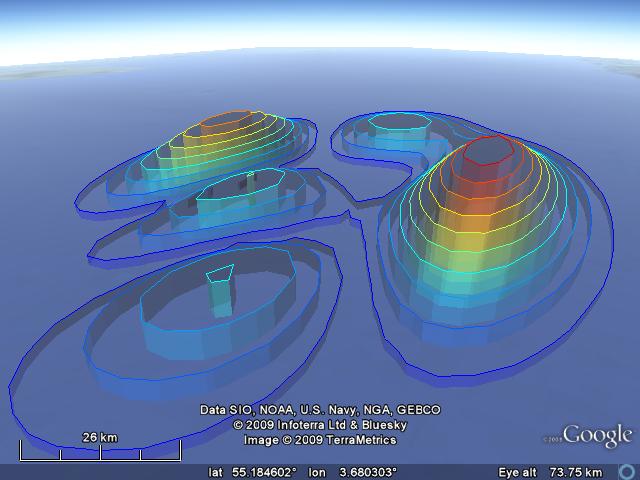 Data SIO, NOAA, U.S. Navy, NGA, GEBCO
© 2009 Infoterra Ltd & Bluesky
Image © 2009 TerraMetrics
© 2009 Google
26 km
lat 55.184602° lon 3.680303° Eye alt 73.75 km